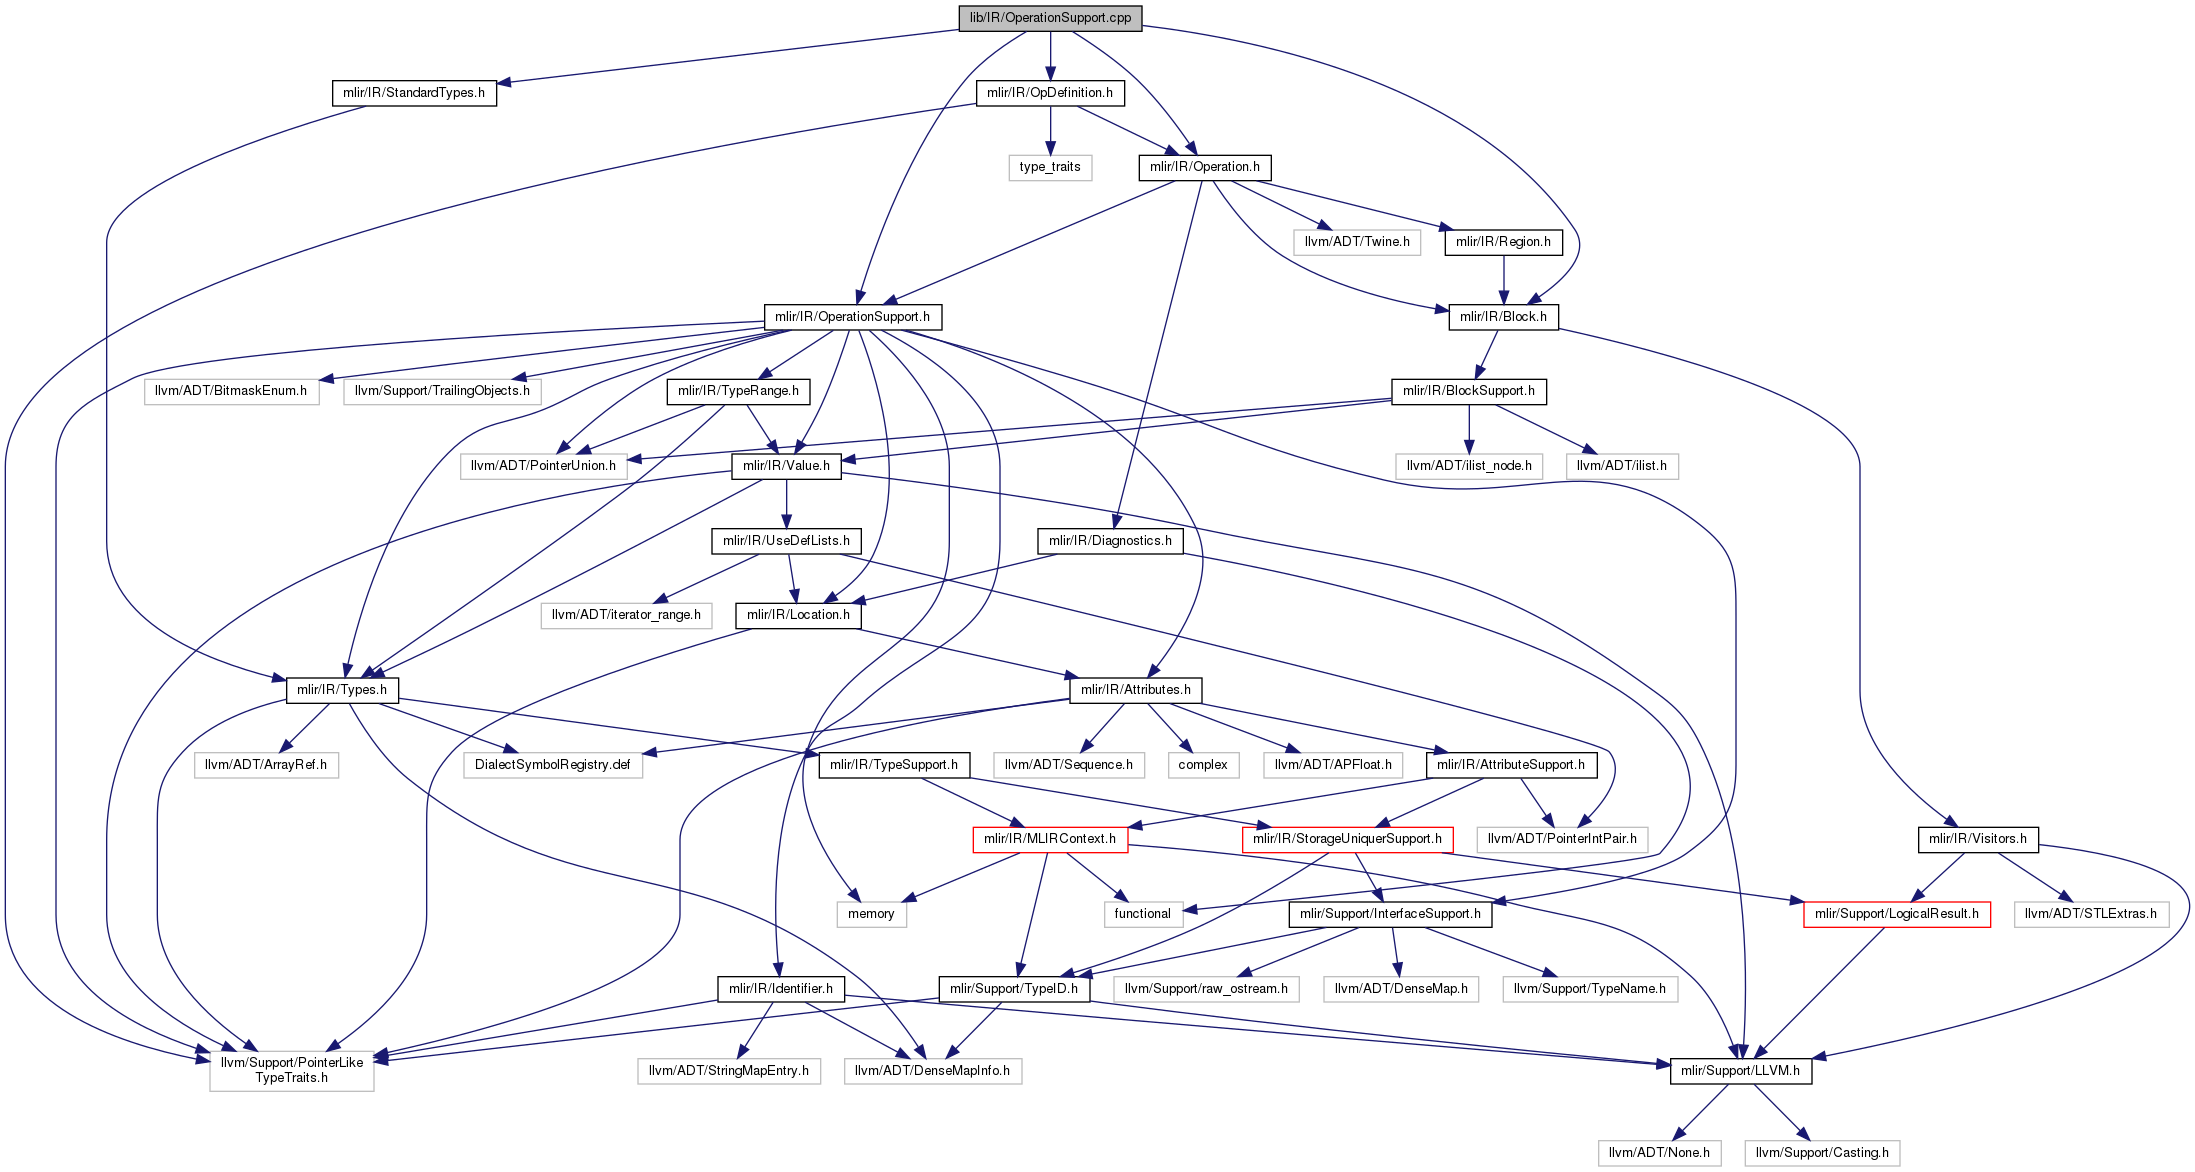 lib/IR/OperationSupport.cpp
mlir/IR/StandardTypes.h
mlir/IR/OpDefinition.h
type_traits
mlir/IR/Operation.h
llvm/ADT/Twine.h
mlir/IR/Region.h
mlir/IR/OperationSupport.h
mlir/IR/Block.h
llvm/ADT/BitmaskEnum.h
llvm/Support/TrailingObjects.h
mlir/IR/TypeRange.h
mlir/IR/BlockSupport.h
llvm/ADT/PointerUnion.h
mlir/IR/Value.h
llvm/ADT/ilist_node.h
llvm/ADT/ilist.h
mlir/IR/UseDefLists.h
mlir/IR/Diagnostics.h
llvm/ADT/iterator_range.h
mlir/IR/Location.h
mlir/IR/Types.h
mlir/IR/Attributes.h
llvm/ADT/ArrayRef.h
DialectSymbolRegistry.def
mlir/IR/TypeSupport.h
llvm/ADT/Sequence.h
complex
llvm/ADT/APFloat.h
mlir/IR/AttributeSupport.h
mlir/IR/MLIRContext.h
mlir/IR/StorageUniquerSupport.h
llvm/ADT/PointerIntPair.h
mlir/IR/Visitors.h
memory
functional
mlir/Support/InterfaceSupport.h
mlir/Support/LogicalResult.h
llvm/ADT/STLExtras.h
mlir/IR/Identifier.h
mlir/Support/TypeID.h
llvm/Support/raw_ostream.h
llvm/ADT/DenseMap.h
llvm/Support/TypeName.h
llvm/Support/PointerLike
TypeTraits.h
llvm/ADT/StringMapEntry.h
llvm/ADT/DenseMapInfo.h
mlir/Support/LLVM.h
llvm/ADT/None.h
llvm/Support/Casting.h